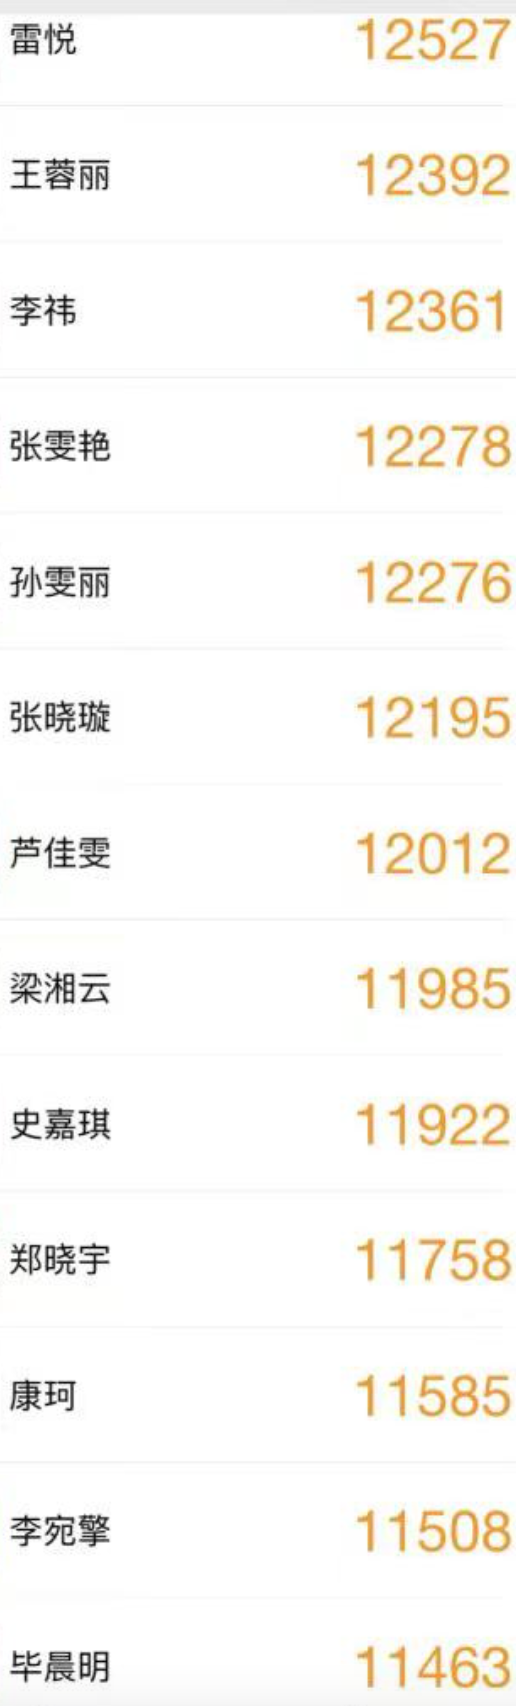 雷悦 12527
王蓉丽 12392
李祎 12361
张雯艳 12278
孙雯丽 12276
张晓璇 12195
芦佳雯 12012
梁湘云 11985
史嘉琪 11922
郑晓宇 11758
康珂 11585
李宛擎 11508
毕晨明 11463